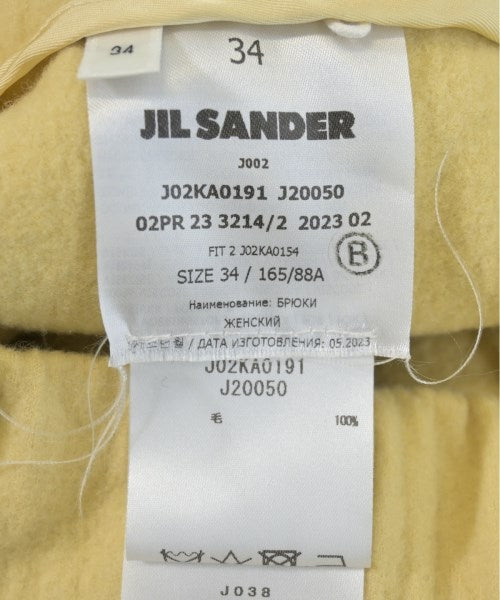 34
34
JIL SANDER
J002
J02KA0191 J20050
02PR 23 3214/2 2023 02
FIT 2 J02KA0154
B
SIZE 34 / 165/88A
Наименование: БРЮКИ
ЖЕНСКИЙ
/ ДАТА ИЗГОТОВЛЕНИЯ: 05.2023
J02KA0191
J20050
毛 100%
J038